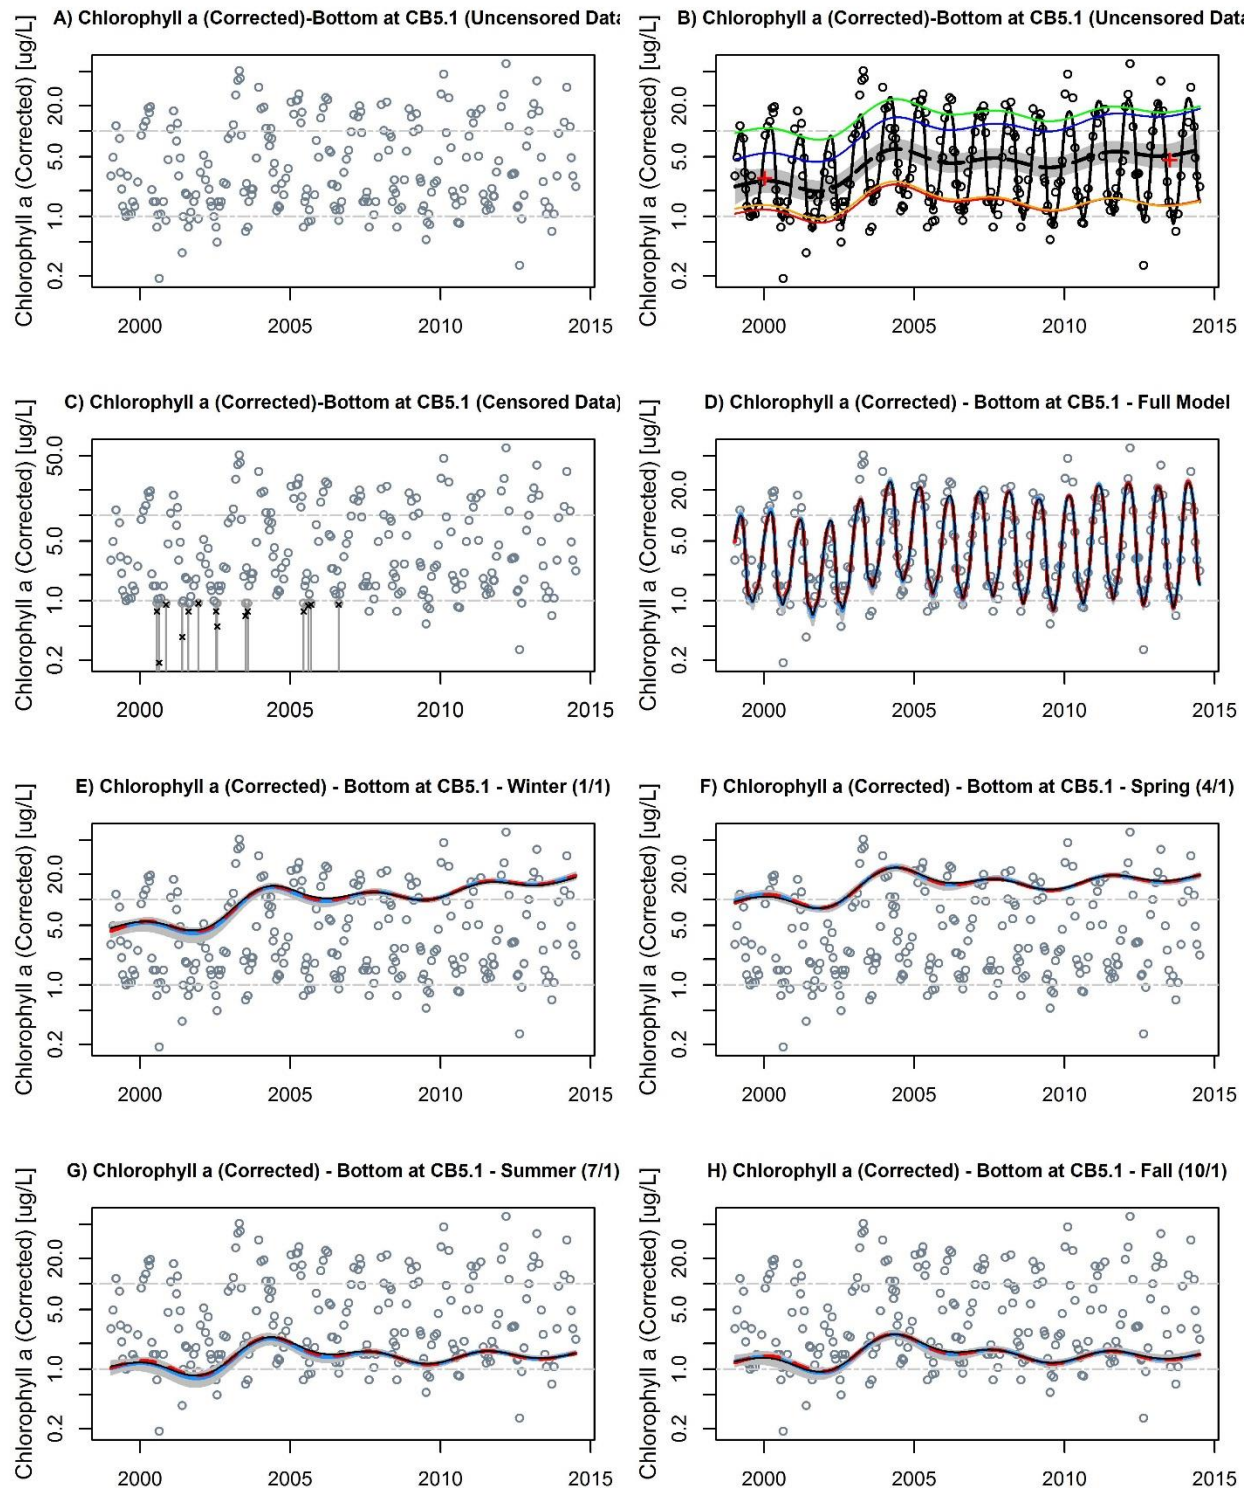 A) Chlorophyll a (Corrected)-Bottom at CB5.1 (Uncensored Data
Chlorophyll a (Corrected) [ug/L]
20.0
5.0
1.0
0.2
2000 2005 2010 2015
B) Chlorophyll a (Corrected)-Bottom at CB5.1 (Uncensored Data
Chlorophyll a (Corrected) [ug/L]
20.0
5.0
1.0
0.2
2000 2005 2010 2015
C) Chlorophyll a (Corrected)-Bottom at CB5.1 (Censored Data)
Chlorophyll a (Corrected) [ug/L]
50.0
5.0
1.0
0.2
2000 2005 2010 2015
D) Chlorophyll a (Corrected) - Bottom at CB5.1 - Full Model
Chlorophyll a (Corrected) [ug/L]
20.0
5.0
1.0
0.2
2000 2005 2010 2015
E) Chlorophyll a (Corrected) - Bottom at CB5.1 - Winter (1/1)
Chlorophyll a (Corrected) [ug/L]
20.0
5.0
1.0
0.2
2000 2005 2010 2015
F) Chlorophyll a (Corrected) - Bottom at CB5.1 - Spring (4/1)
Chlorophyll a (Corrected) [ug/L]
20.0
5.0
1.0
0.2
2000 2005 2010 2015
G) Chlorophyll a (Corrected) - Bottom at CB5.1 - Summer (7/1)
Chlorophyll a (Corrected) [ug/L]
20.0
5.0
1.0
0.2
2000 2005 2010 2015
H) Chlorophyll a (Corrected) - Bottom at CB5.1 - Fall (10/1)
Chlorophyll a (Corrected) [ug/L]
20.0
5.0
1.0
0.2
2000 2005 2010 2015